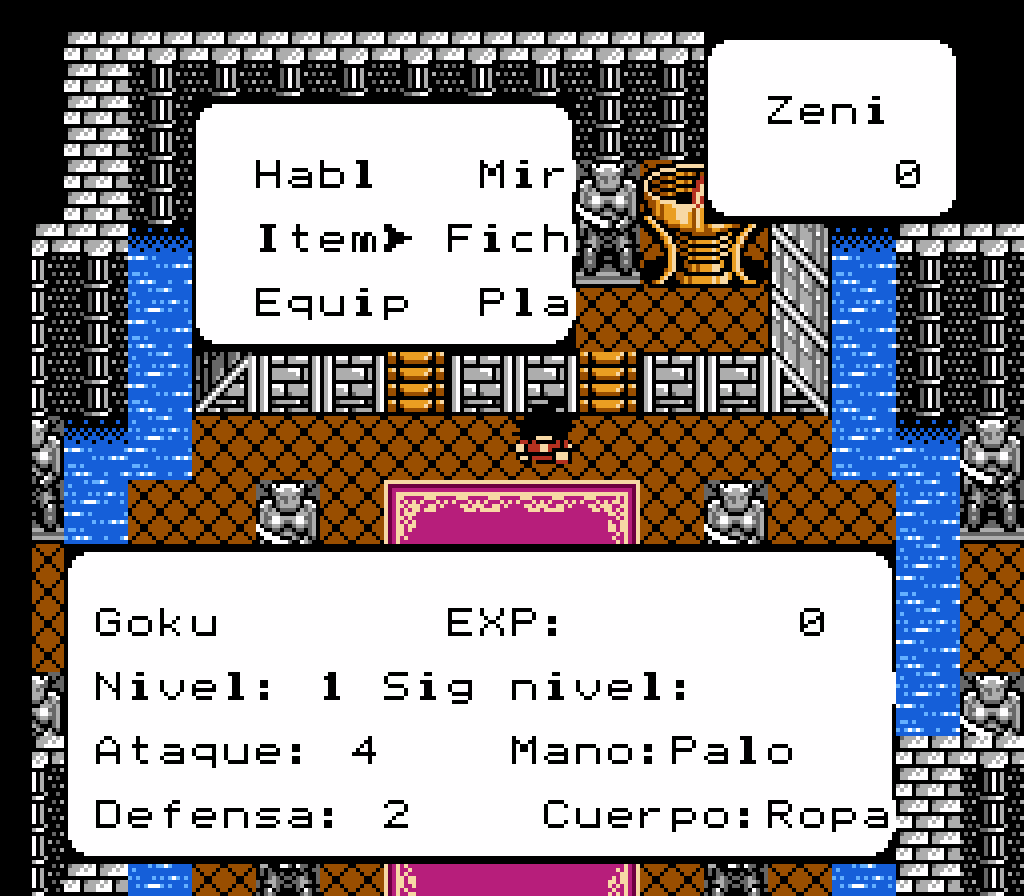 Zeni
0
Habl Mir
Item Fich
Equip Pla
Goku EXP: 0
Nivel: 1 Sig nivel:
Ataque: 4 Mano:Palo
Defensa: 2 Cuerpo:Ropa